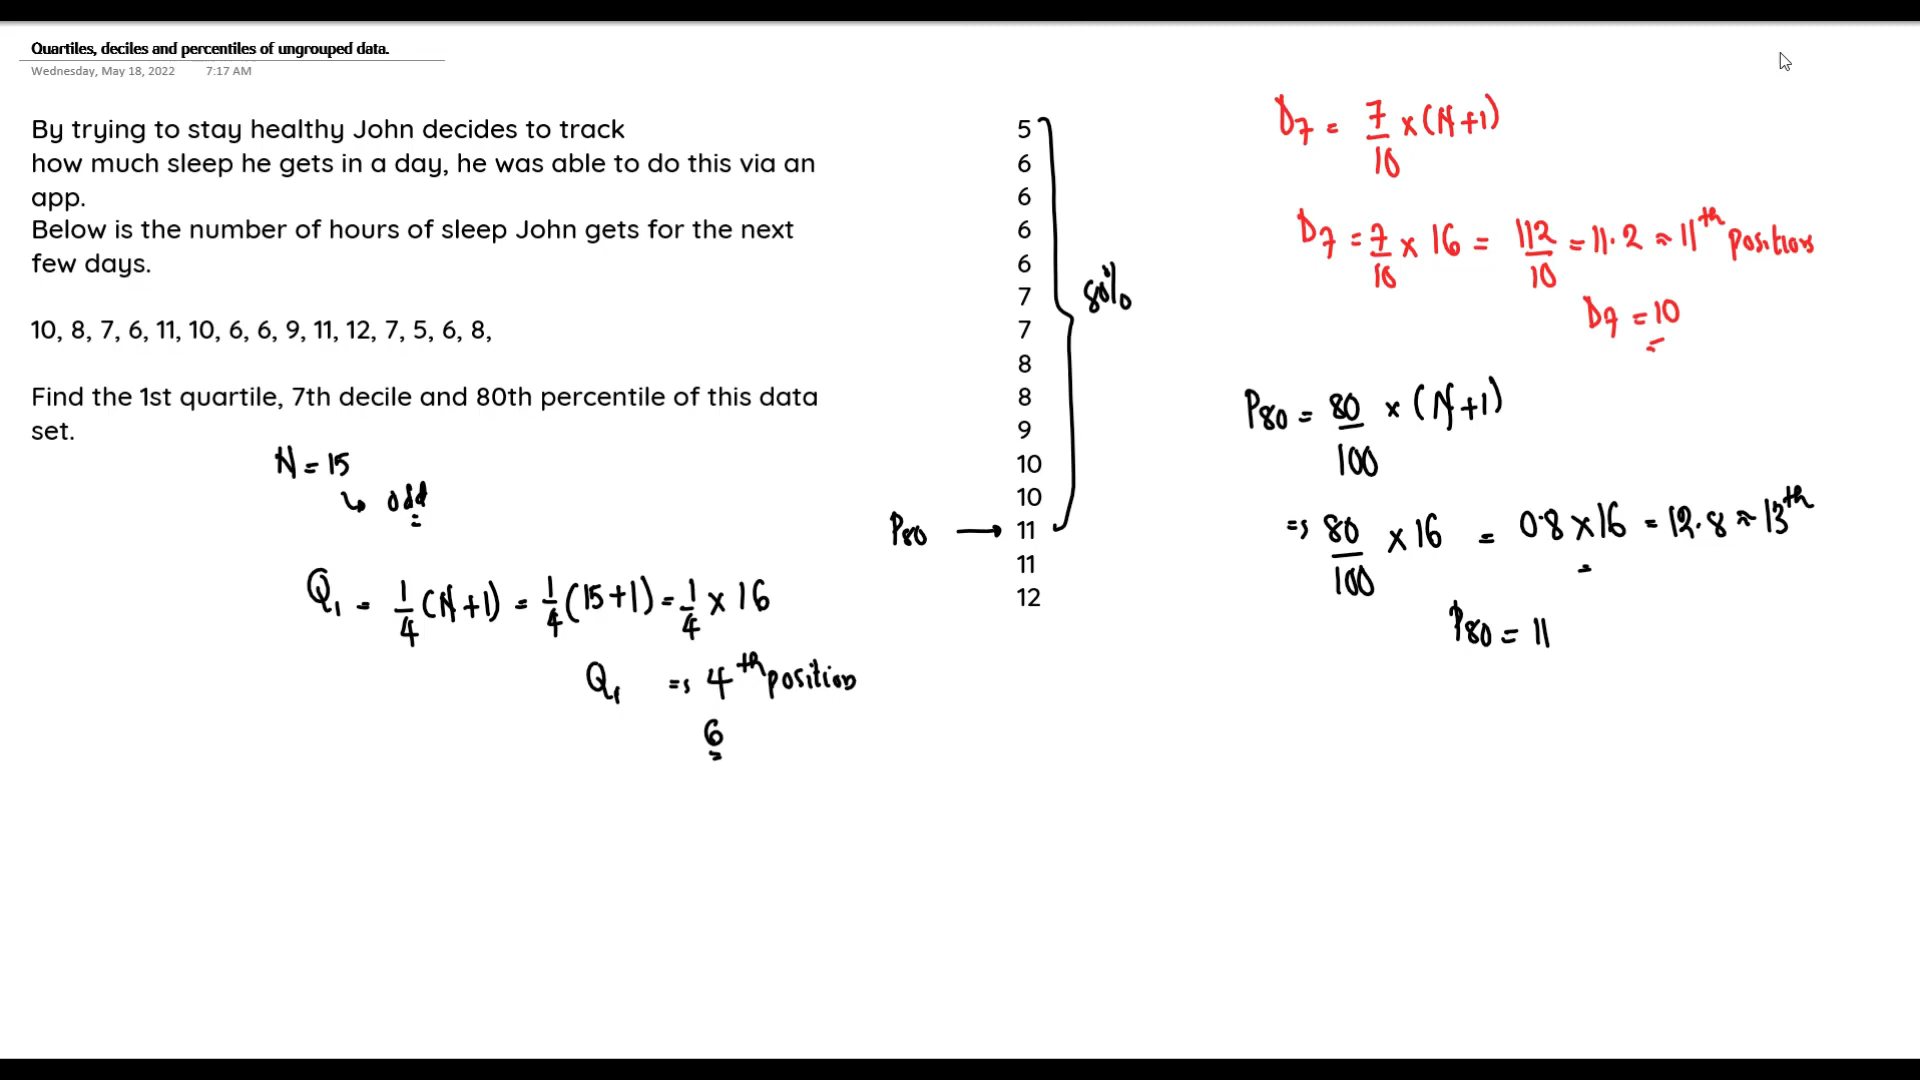 Quartiles, deciles and percentiles of ungrouped data.
Wednesday, May 18, 2022 7:17 AM
By trying to stay healthy John decides to track
how much sleep he gets in a day, he was able to do this via an
app.
Below is the number of hours of sleep John gets for the next
few days.
10, 8, 7, 6, 11, 10, 6, 6, 9, 11, 12, 7, 5, 6, 8,
Find the 1st quartile, 7th decile and 80th percentile of this data
set.
N = 15
↳ odd
Q₁ = 1/4 (N+1) = 1/4 (15+1) = 1/4 × 16
Q₁ => 4th position
6
5
6
6
6
6
7
7
8
8
9
10
10
P80 → 11
11
12
80%
D7 = 7/10 × (N+1)
D7 = 7/10 × 16 = 112/10 = 11.2 ≈ 11th position
D7 = 10
P80 = 80/100 × (N+1)
=> 80/100 × 16 = 0.8 × 16 = 12.8 ≈ 13th
P80 = 11